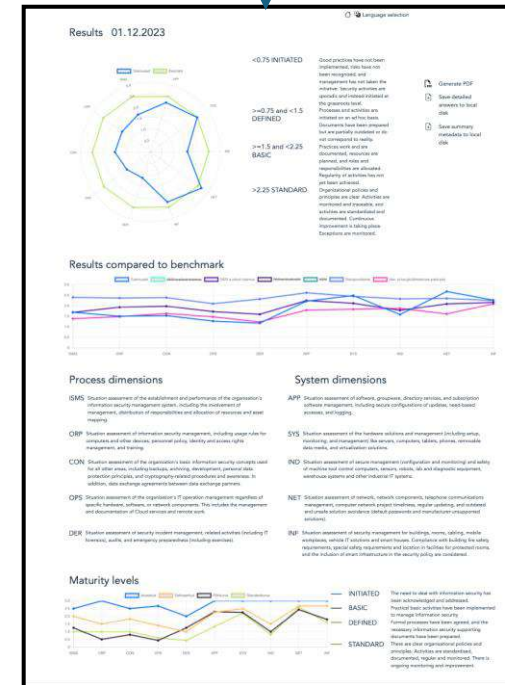 Language selection
Results 01.12.2023
<0.75 INITIATED
Good practices have not been
implemented, risks have not
been recognized, and
management has not taken the
initiative. Security activities are
sporadic and instead initiated at
the grassroots level.
>=0.75 and <1.5
DEFINED
Processes and activities are
initiated on an ad hoc basis.
Documents have been prepared
but are partially outdated or do
not correspond to reality.
>=1.5 and <2.25
BASIC
Practices work and are
documented, resources are
planned, and roles and
responsibilities are allocated.
Regularity of activities has not
yet been achieved.
>2.25 STANDARD
Organisational policies and
principles are clear. Activities are
monitored and traceable, and
activities are standardised and
documented. Continuous
improvement is taking place.
Exceptions are monitored.
Generate PDF
Save detailed
answers to local
disk
Save summary
metadata to local
disk
Results compared to benchmark
Process dimensions
ISMS Situation assessment of the establishment and performance of the organisation's
information security management system, including the involvement of
management, distribution of responsibilities and allocation of resources and asset
mapping.
ORP Situation assessment of information security management, including usage rules for
computers and other devices, personnel policy, identity and access rights
management, and training.
CON Situation assessment of the organisation's basic information security concepts used
for all other areas, including backups, archiving, development, personal data
protection principles, and cryptography-related procedures and awareness. In
addition, data exchange agreements between data exchange partners.
OPS Situation assessment of the organisation's IT operation management regardless of
specific hardware, software, or network components. This includes the management
and documentation of Cloud services and remote work.
DER Situation assessment of security incident management, related activities (including IT
forensics), audits, and emergency preparedness (including exercises)
System dimensions
APP Situation assessment of software, groupware, directory services, and subscription
software management, including secure configurations of updates, need-based
accesses, and logging.
SYS Situation assessment of the hardware solutions and management (including setup,
monitoring, and management) like servers, computers, tablets, phones, removable
data media, and virtualization solutions.
IND Situation assessment of secure management (configuration and monitoring) and safety
of machine tool control computers, sensors, robots, lab and diagnostic equipment,
warehouse systems and other industrial IT systems.
NET Situation assessment of network, network components, telephone communications
management, computer network project timeliness, regular updating, and outdated
and unsafe solution avoidance (default passwords and manufacturer-unsupported
solutions).
INF Situation assessment of security management for buildings, rooms, cabling, mobile
workplaces, vehicle IT solutions and smart houses. Compliance with building fire safety
requirements, special safety requirements and location in facilities for protected rooms,
and the inclusion of smart infrastructure in the security policy are considered.
Maturity levels
INITIATED
The need to deal with information security has
been acknowledged and addressed.
BASIC
Practical basic activities have been implemented
to manage information security
DEFINED
Formal processes have been agreed, and the
necessary information security supporting
documents have been prepared.
STANDARD
There are clear organisational policies and
principles. Activities are standardised,
documented, regular and monitored. There is
ongoing monitoring and improvement.